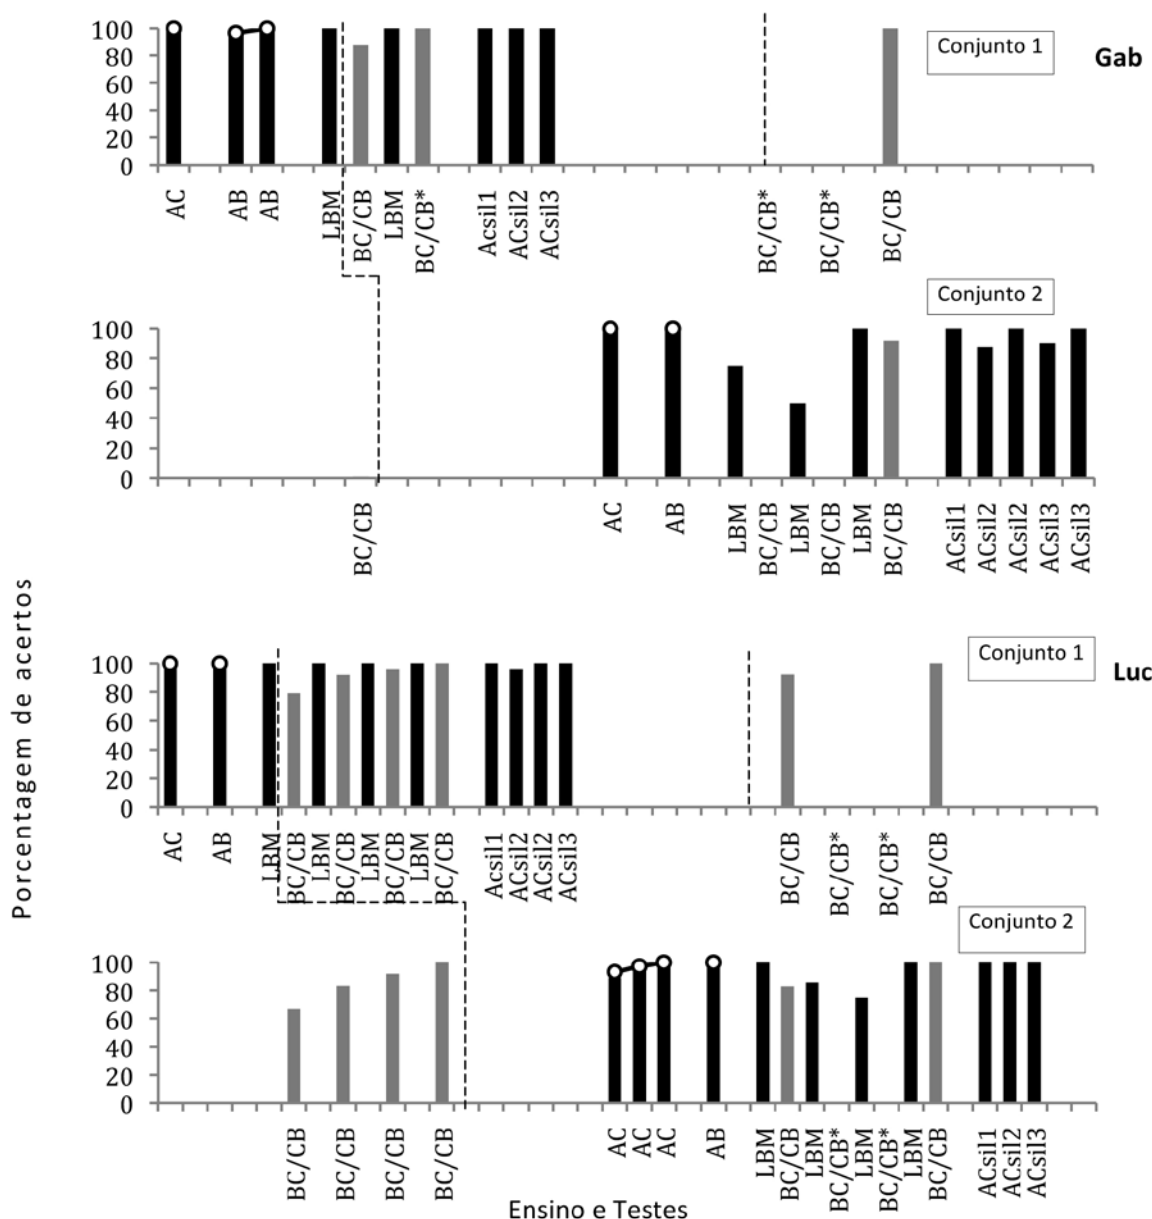 100
80
60
40
20
0
Conjunto 1
Gab
AC
AB
AB
LBM
BC/CB
LBM
BC/CB*
Acsil1
ACsil2
ACsil3
BC/CB*
BC/CB*
BC/CB
Conjunto 2
100
80
60
40
20
0
BC/CB
AC
AB
LBM
BC/CB
LBM
BC/CB
LBM
BC/CB
ACsil1
ACsil2
ACsil2
ACsil3
ACsil3
Porcentagem de acertos
Conjunto 1
Luc
100
80
60
40
20
0
AC
AB
LBM
BC/CB
LBM
BC/CB
LBM
BC/CB
LBM
BC/CB
Acsil1
ACsil2
ACsil2
ACsil3
BC/CB
BC/CB*
BC/CB*
BC/CB
Conjunto 2
100
80
60
40
20
0
BC/CB
BC/CB
BC/CB
BC/CB
AC
AC
AC
AB
LBM
BC/CB
LBM
BC/CB*
LBM
BC/CB*
LBM
BC/CB
ACsil1
ACsil2
ACsil3
Ensino e Testes